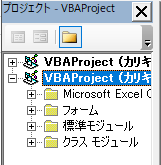 プロジェクト - VBAProject
VBAProject (カリキ
VBAProject (カリキ
Microsoft Excel O
フォーム
標準モジュール
クラス モジュール